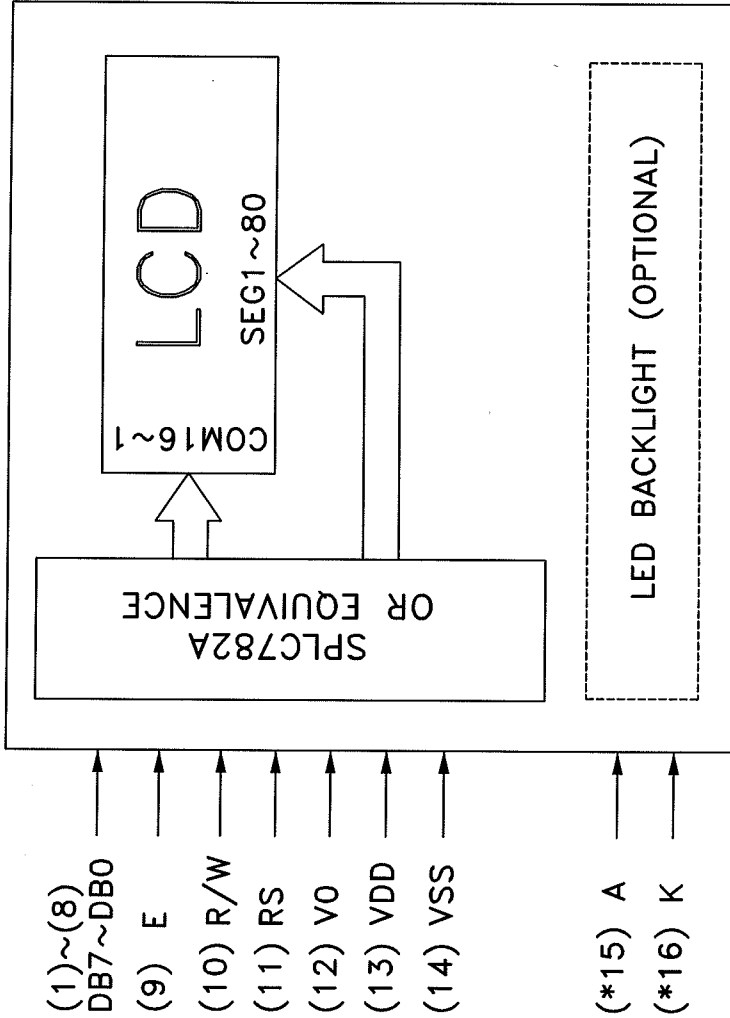 (1)~(8)
DB7~DB0
(9) E
(10) R/W
(11) RS
(12) V0
(13) VDD
(14) VSS
(*15) A
(*16) K
SPLC782A
OR EQUIVALENCE
COM16~1
LCD
SEG1~80
LED BACKLIGHT (OPTIONAL)